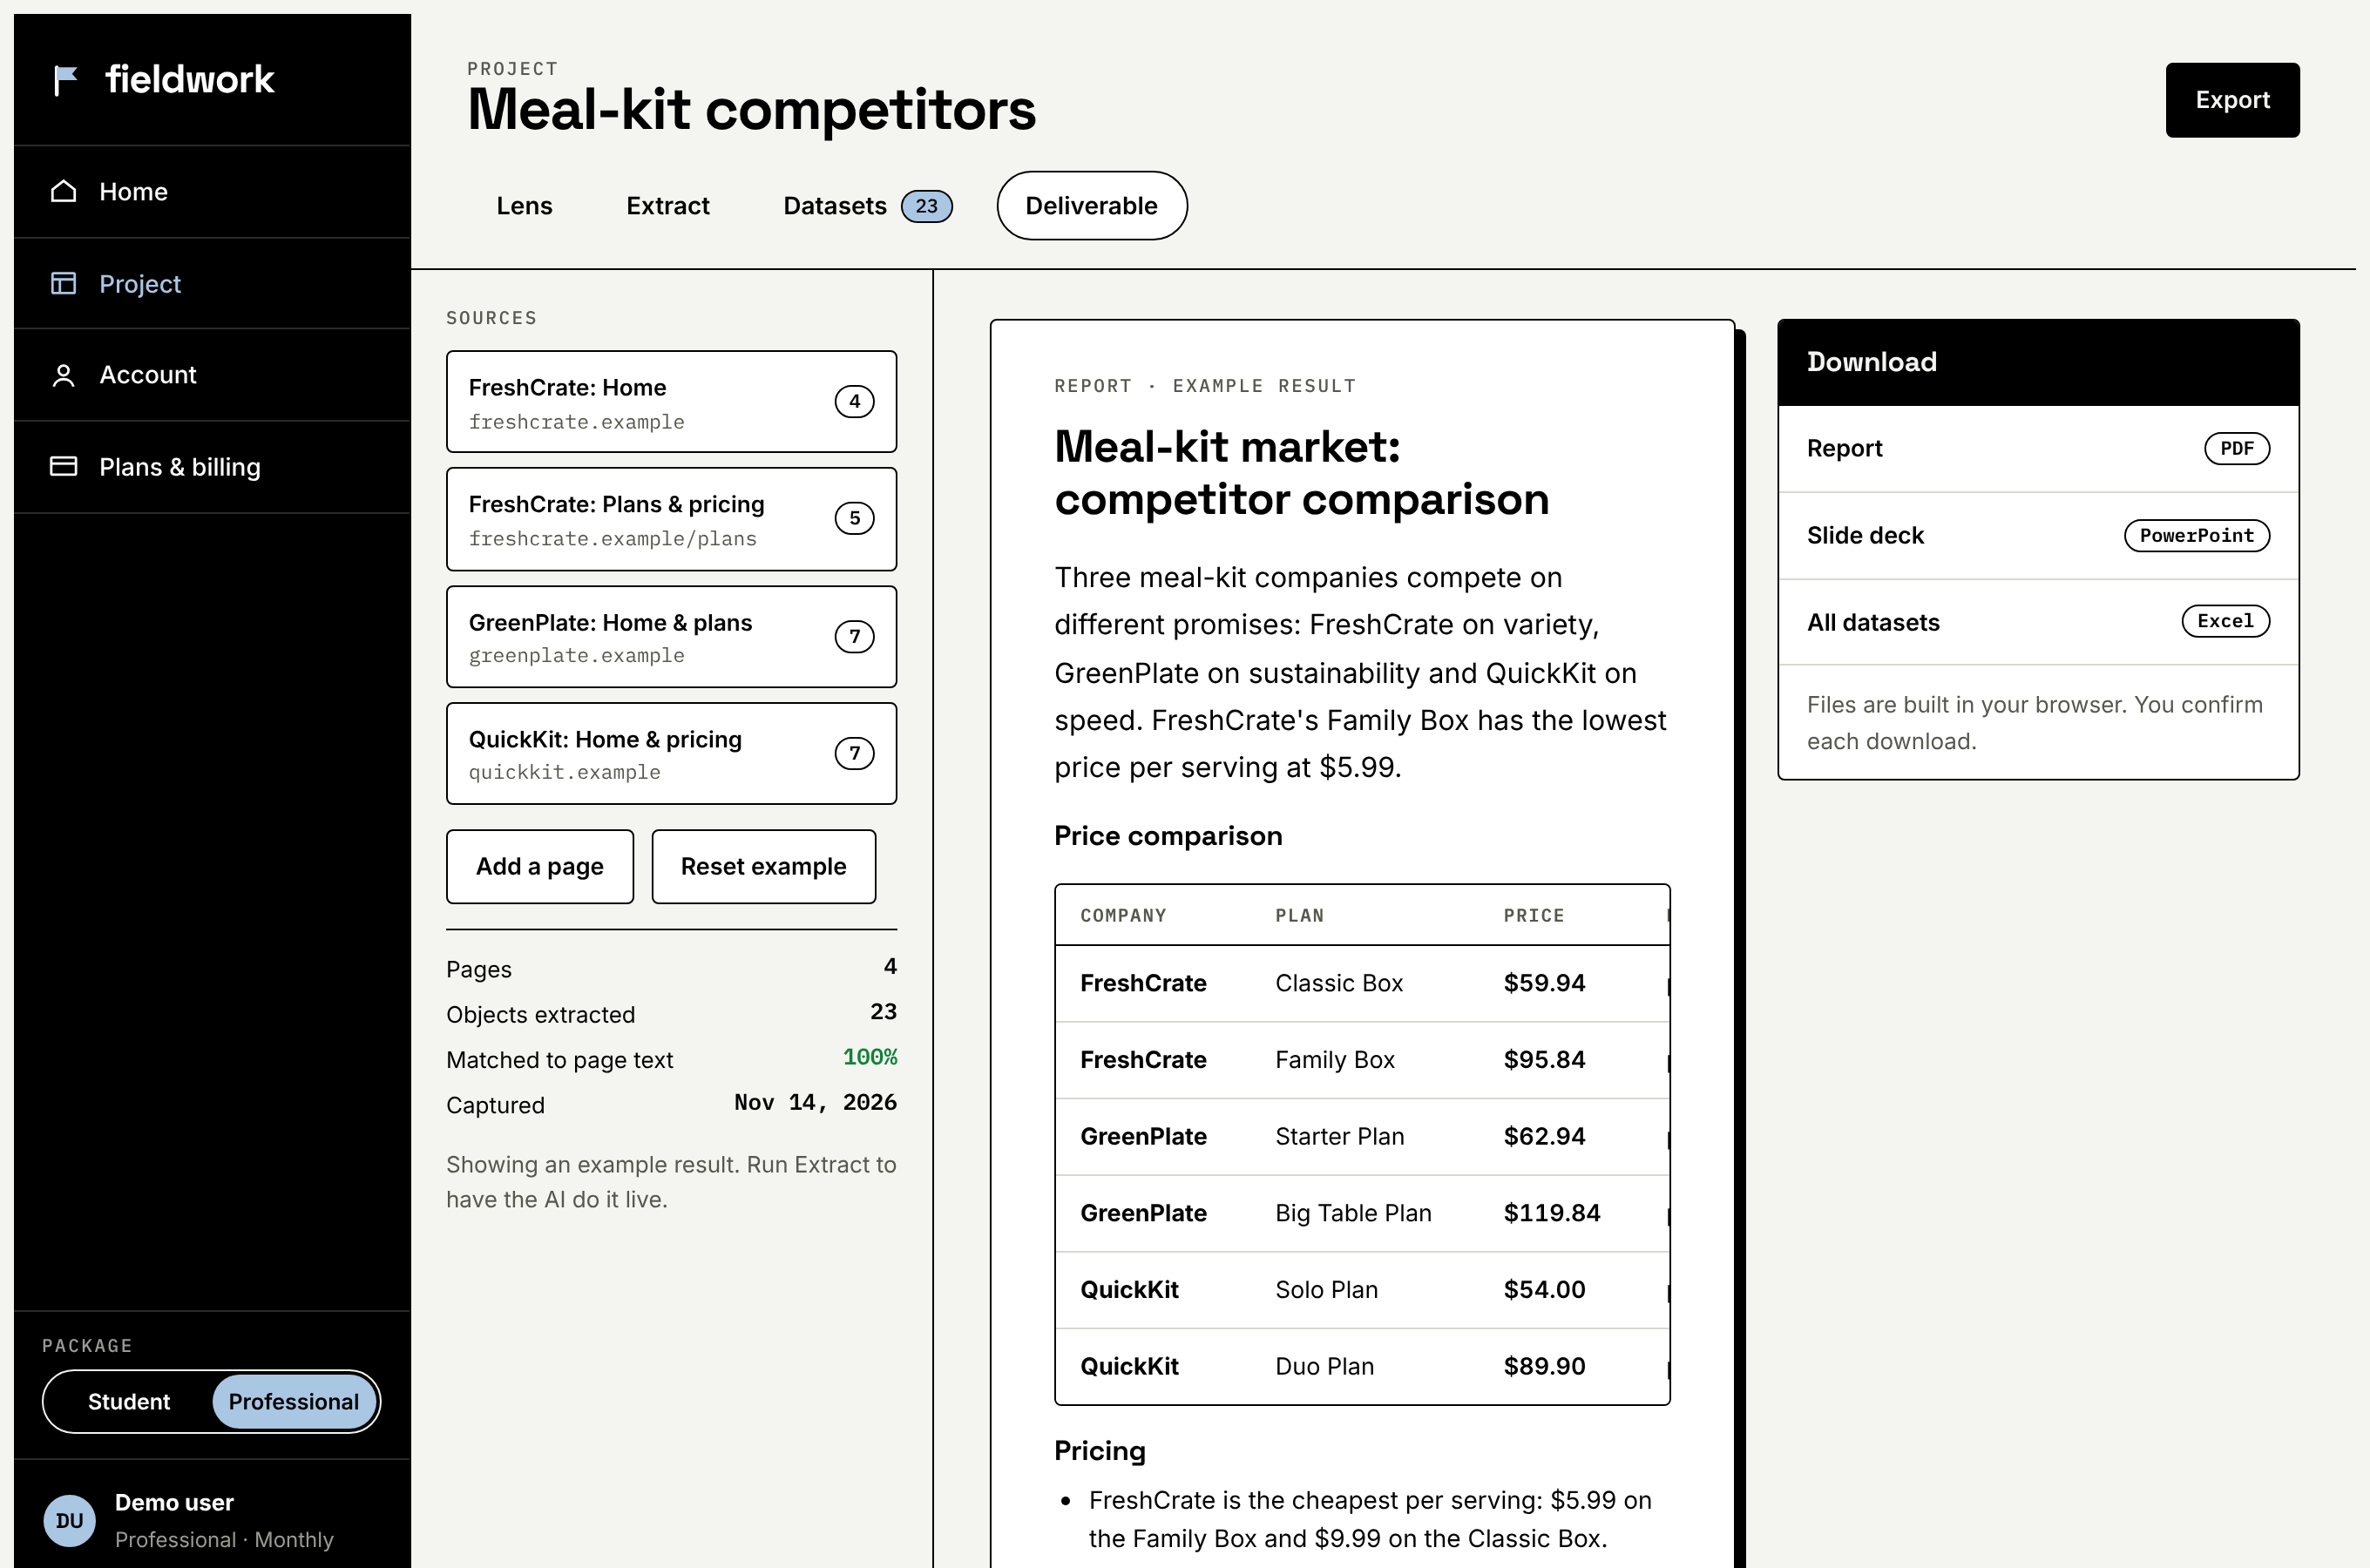 fieldwork
Home
Project
Account
Plans & billing
PACKAGE
Student
Professional
DU
Demo user
Professional · Monthly
PROJECT
Meal-kit competitors
Export
Lens
Extract
Datasets 23
Deliverable
SOURCES
FreshCrate: Home
freshcrate.example
4
FreshCrate: Plans & pricing
freshcrate.example/plans
5
GreenPlate: Home & plans
greenplate.example
7
QuickKit: Home & pricing
quickkit.example
7
Add a page
Reset example
Pages 4
Objects extracted 23
Matched to page text 100%
Captured Nov 14, 2026
Showing an example result. Run Extract to
have the AI do it live.
REPORT · EXAMPLE RESULT
Meal-kit market:
competitor comparison
Three meal-kit companies compete on
different promises: FreshCrate on variety,
GreenPlate on sustainability and QuickKit on
speed. FreshCrate's Family Box has the lowest
price per serving at $5.99.
Price comparison
COMPANY PLAN PRICE
FreshCrate Classic Box $59.94
FreshCrate Family Box $95.84
GreenPlate Starter Plan $62.94
GreenPlate Big Table Plan $119.84
QuickKit Solo Plan $54.00
QuickKit Duo Plan $89.90
Pricing
• FreshCrate is the cheapest per serving: $5.99 on
the Family Box and $9.99 on the Classic Box.
Download
Report PDF
Slide deck PowerPoint
All datasets Excel
Files are built in your browser. You confirm
each download.